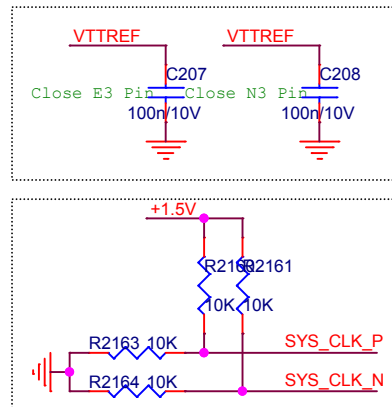 VTTREF VTTREF
C207 C208
Close E3 Pin Close N3 Pin
100n/10V 100n/10V
+1.5V
R2160 R2161
10K 10K
R2163 10K SYS_CLK_P
R2164 10K SYS_CLK_N